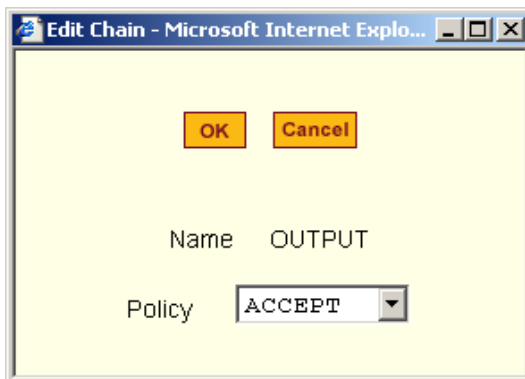 Edit Chain - Microsoft Internet Explo...
OK Cancel
Name OUTPUT
Policy ACCEPT